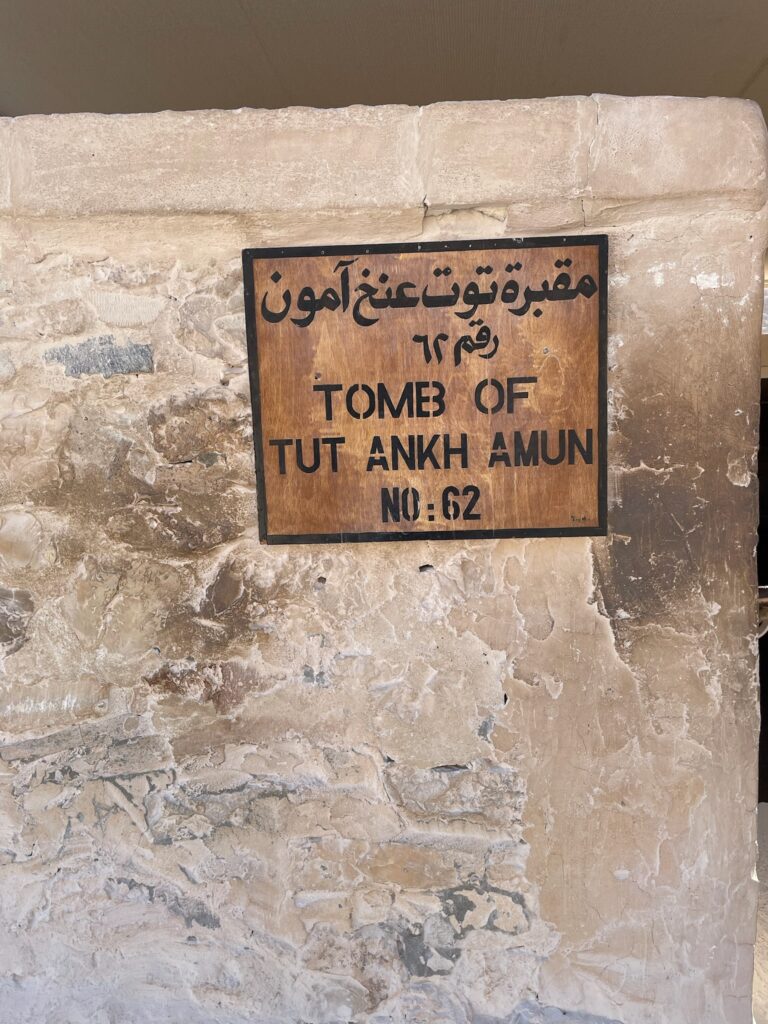 مقبرة توت عنخ آمون
رقم ٦٢
TOMB OF
TUT ANKH AMUN
NO: 62